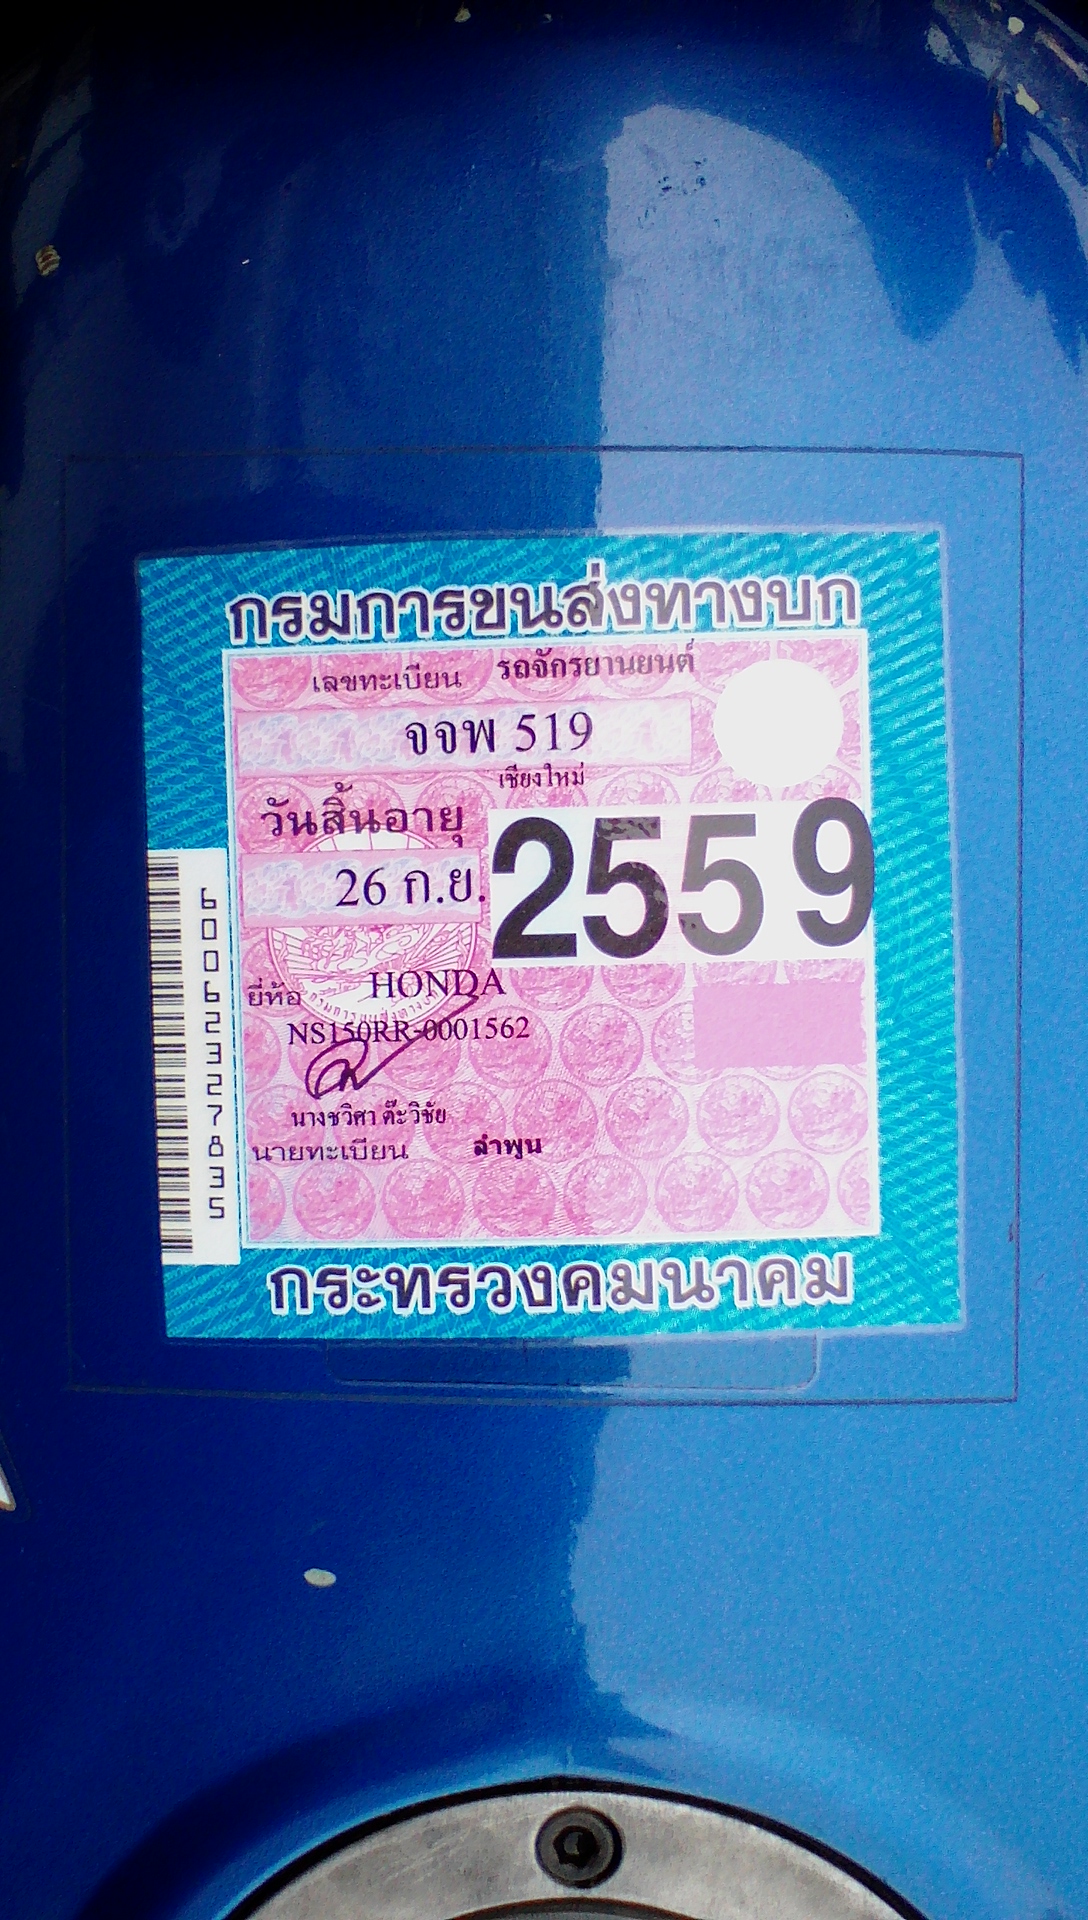 กรมการขนส่งทางบก
เลขทะเบียน รถจักรยานยนต์
จจพ 519
เชียงใหม่
วันสิ้นอายุ
26 ก.ย. 2559
ยี่ห้อ HONDA
NS150RR-0001562
นางชวิศา ต๊ะวิชัย
นายทะเบียน ลำพูน
กระทรวงคมนาคม
60062327835